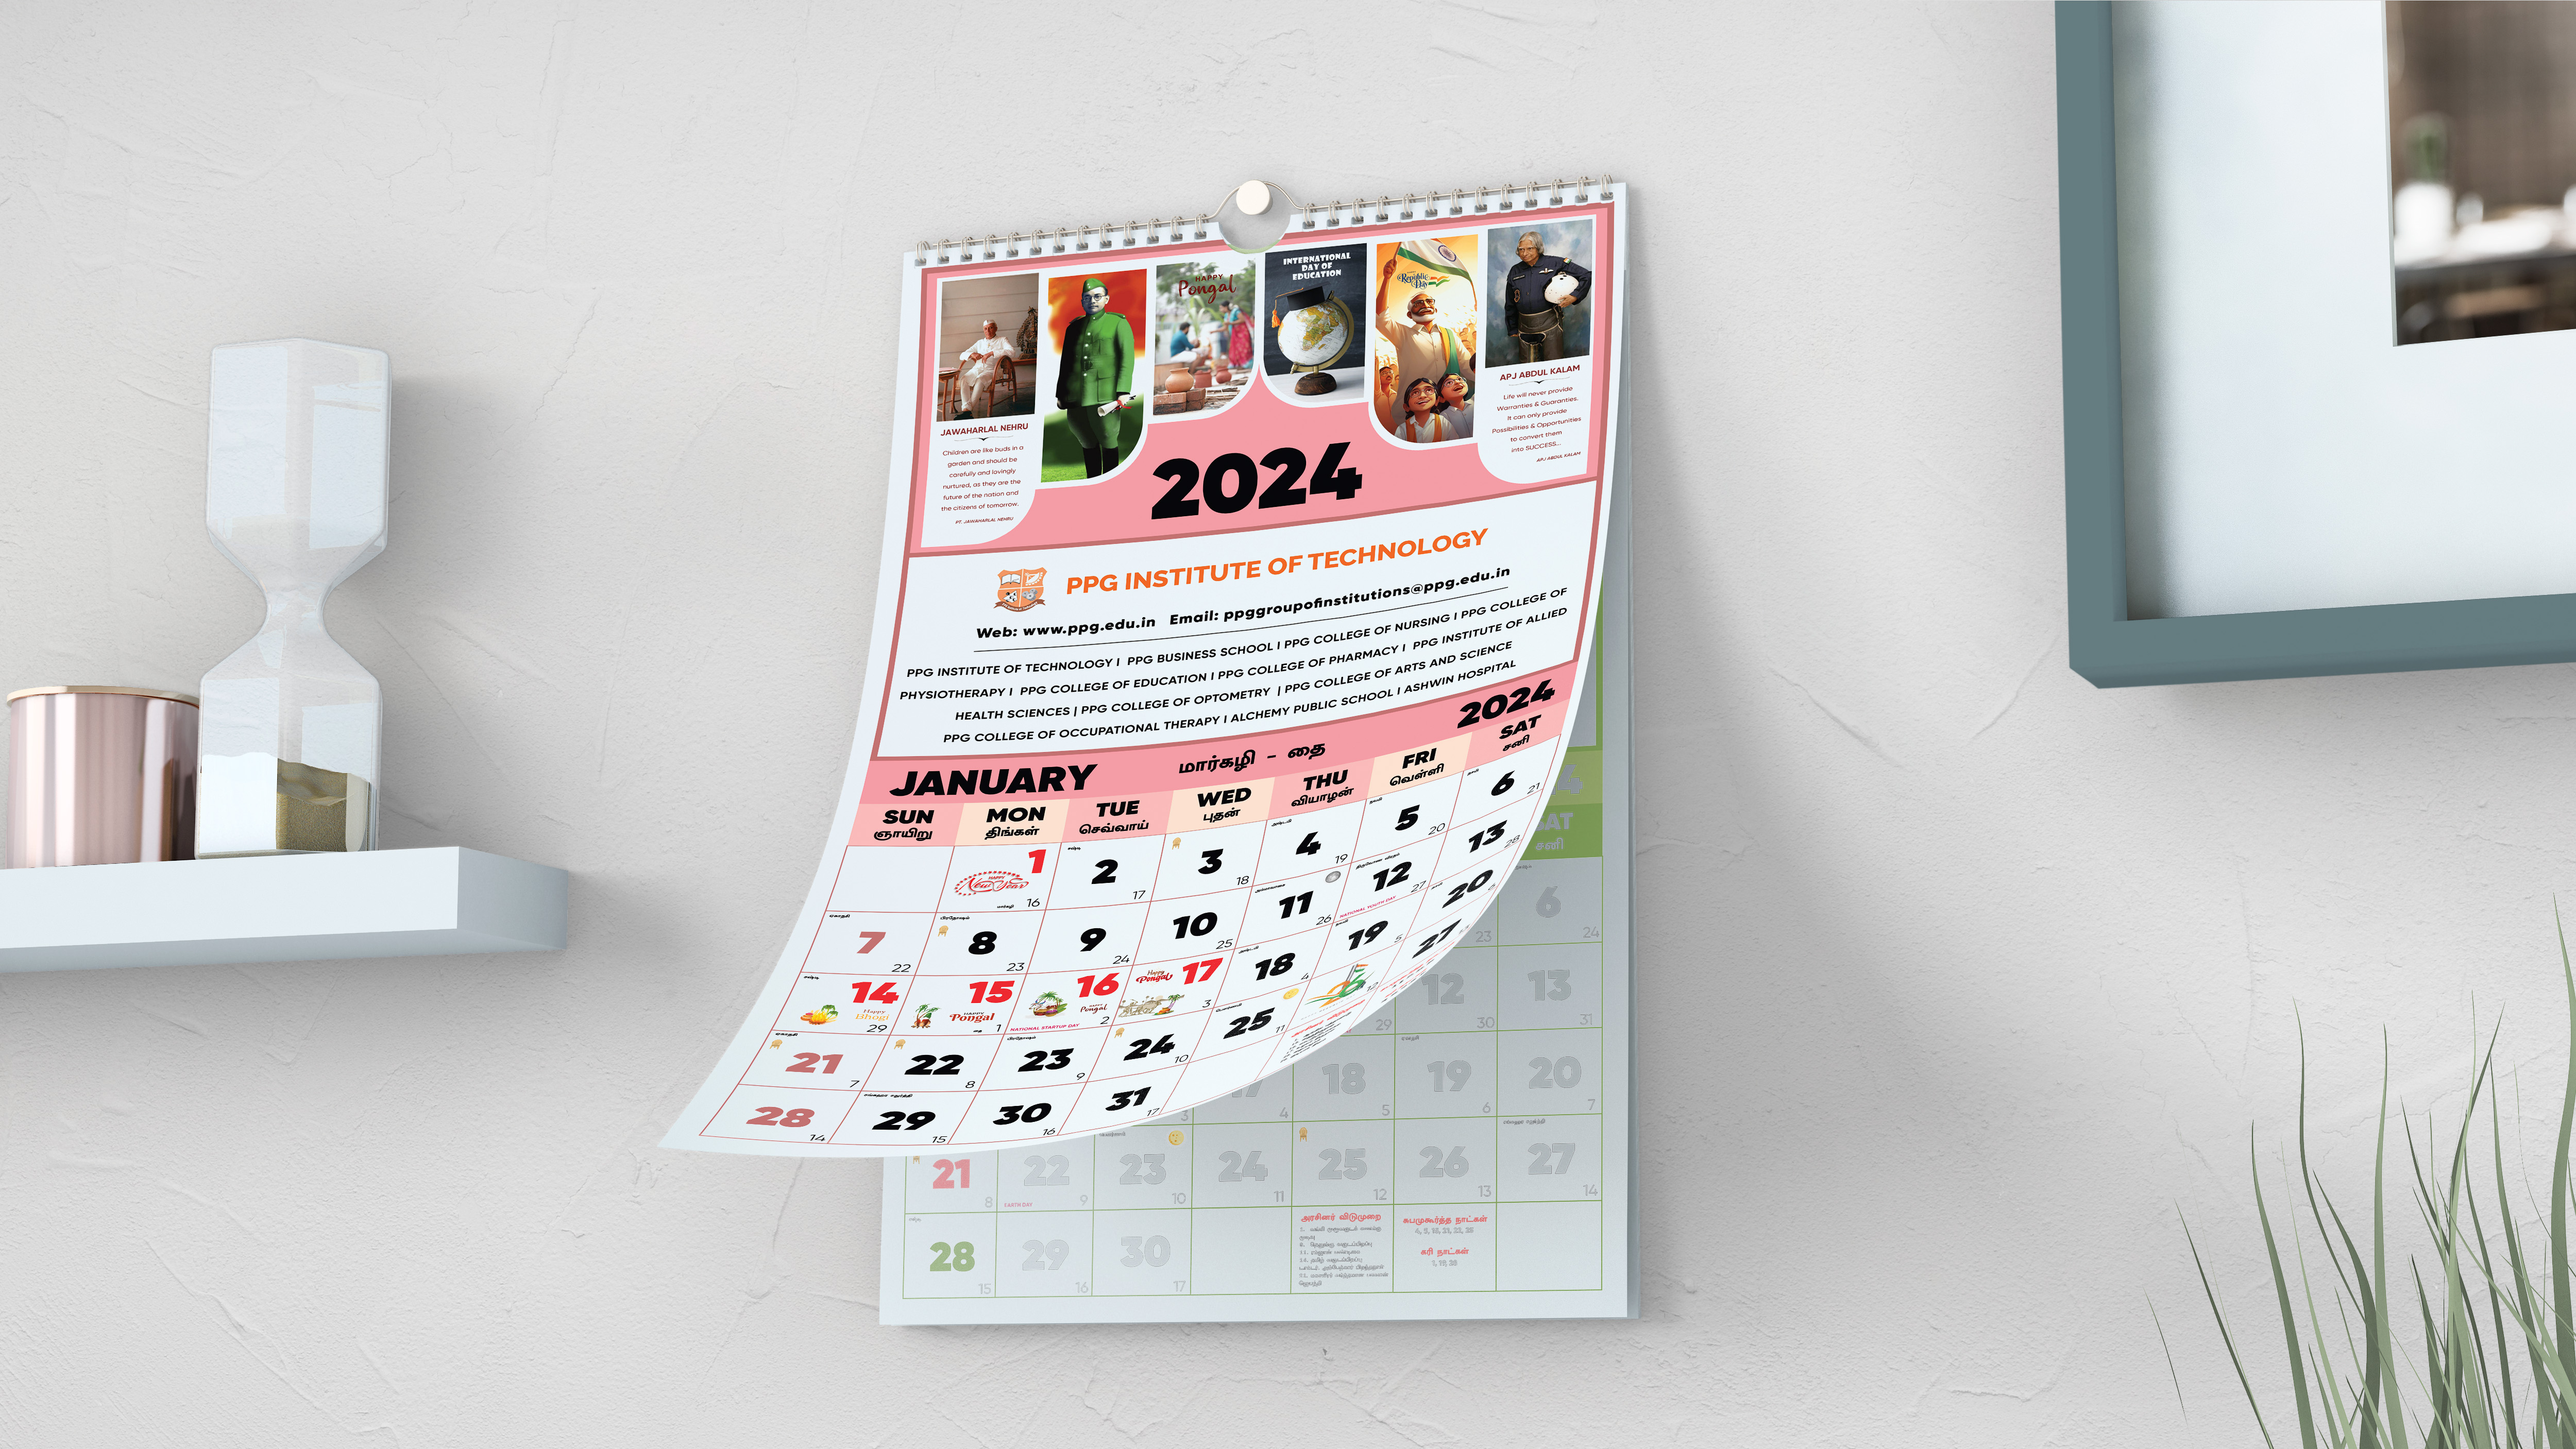 HAPPY
Pongal
INTERNATIONAL
DAY OF
EDUCATION
Republic
Day
JAWAHARLAL NEHRU
Children are like buds in a
garden and should be
carefully and lovingly
nurtured, as they are the
future of the nation and
the citizens of tomorrow.
PT. JAWAHARLAL NEHRU
APJ ABDUL KALAM
Life will never provide
Warranties & Guaranties.
It can only provide
Possibilities & Opportunities
to convert them
into SUCCESS...
APJ ABDUL KALAM
2024
PPG INSTITUTE OF TECHNOLOGY
Web: www.ppg.edu.in Email: ppggroupofinstitutions@ppg.edu.in
PPG INSTITUTE OF TECHNOLOGY I PPG BUSINESS SCHOOL I PPG COLLEGE OF NURSING I PPG COLLEGE OF
PHYSIOTHERAPY I PPG COLLEGE OF EDUCATION I PPG COLLEGE OF PHARMACY I PPG INSTITUTE OF ALLIED
HEALTH SCIENCES | PPG COLLEGE OF OPTOMETRY | PPG COLLEGE OF ARTS AND SCIENCE
PPG COLLEGE OF OCCUPATIONAL THERAPY I ALCHEMY PUBLIC SCHOOL I ASHWIN HOSPITAL
JANUARY மார்கழி - தை 2024
SUN MON TUE WED THU FRI SAT
ஞாயிறு திங்கள் செவ்வாய் புதன் வியாழன் வெள்ளி சனி
1 2 3 4 5 6
HAPPY New Year
மார்கழி 16 17 18 19 20 21
7 8 9 10 11 12 13
பிரதோஷம்
22 23 24 25 26 27 28
NATIONAL YOUTH DAY
14 15 16 17 18 19 20
Happy Bhogi
HAPPY Pongal
HAPPY Pongal
Happy Pongal
29 தை 1 2 3 4 5
NATIONAL STARTUP DAY
21 22 23 24 25 27
பிரதோஷம்
7 8 9 10 11 12
28 29 30 31
14 15 16 17
SAT
சனி
6
23 24
12 13
29 30 31
17 18 19 20
3 4 5 6 7
21 22 23 24 25 26 27
EARTH DAY
8 9 10 11 12 13 14
28 29 30
15 16 17
அரசினர் விடுமுறை
சுபமுகூர்த்த நாட்கள்
கரி நாட்கள்